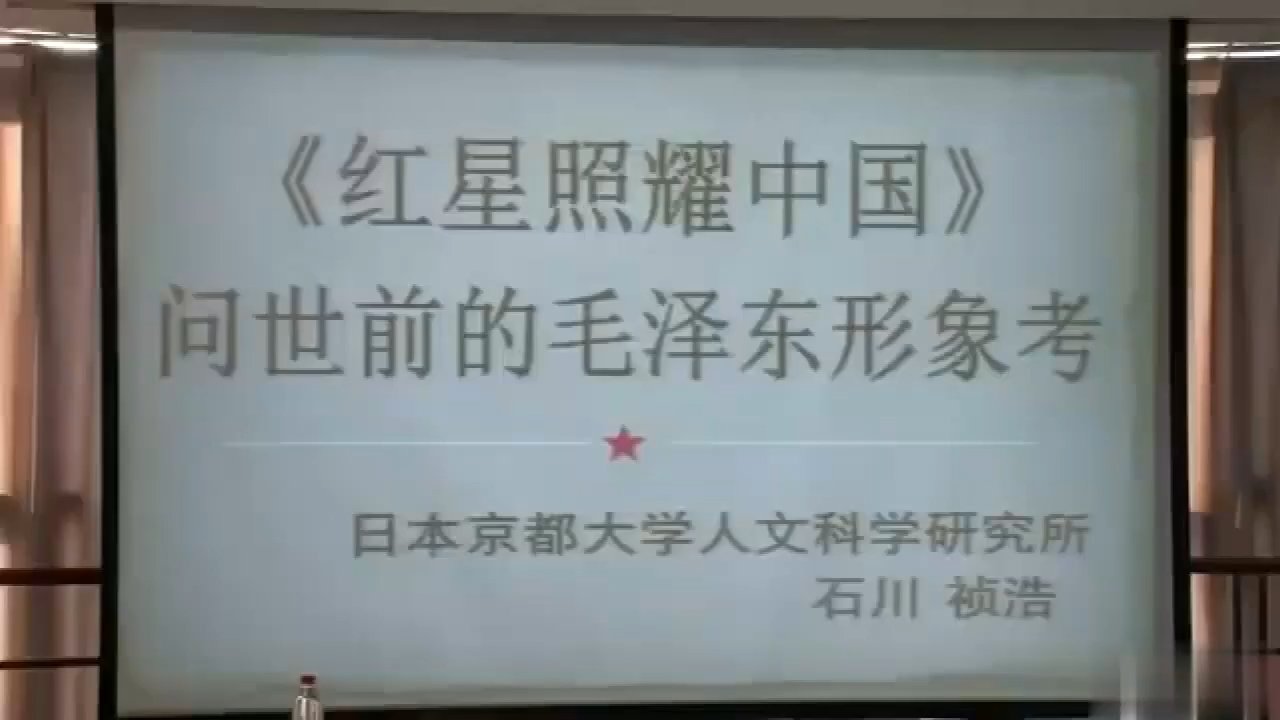 《红星照耀中国》
问世前的毛泽东形象考
日本京都大学人文科学研究所
石川 祯浩